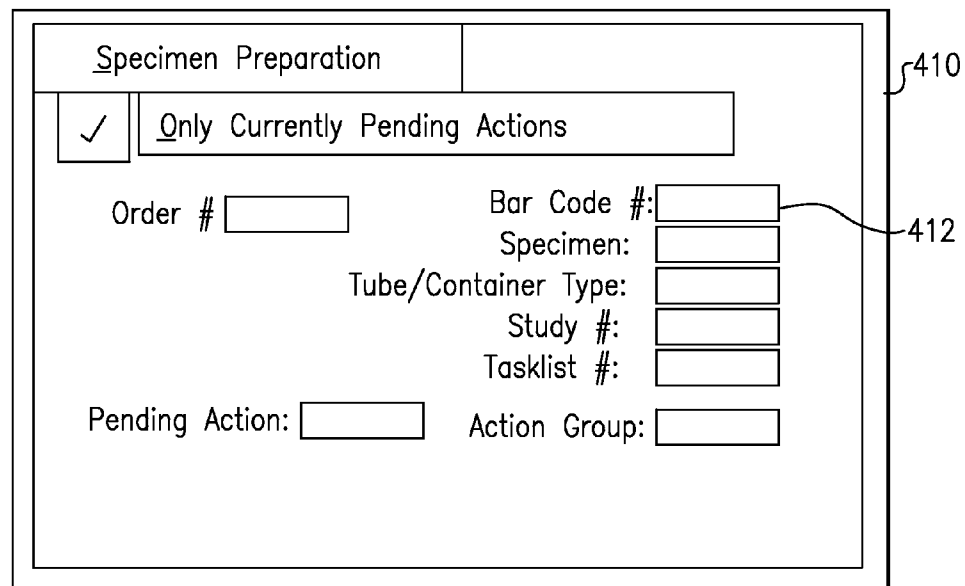 Specimen Preparation
410
✓ Only Currently Pending Actions
Order #
Bar Code #:
412
Specimen:
Tube/Container Type:
Study #:
Tasklist #:
Pending Action:
Action Group: